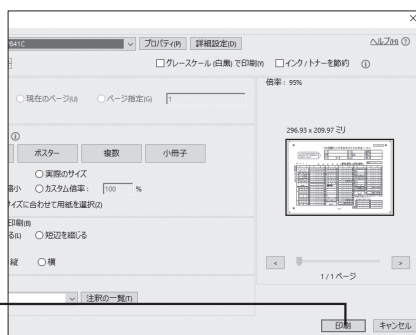 9841C プロパティ(P) 詳細設定(D) ヘルプ(H)
グレースケール (白黒) で印刷(Y) インク/トナーを節約
倍率: 95%
現在のページ(U) ページ指定(G) 1
296.93 x 209.97 ミリ
ポスター 複数 小冊子
実際のサイズ
縮小 カスタム倍率: 100 %
サイズに合わせて用紙を選択(Z)
印刷(B)
る(L) 短辺を綴じる
縦 横
< >
1 / 1 ページ
注釈の一覧(T)
印刷 キャンセル